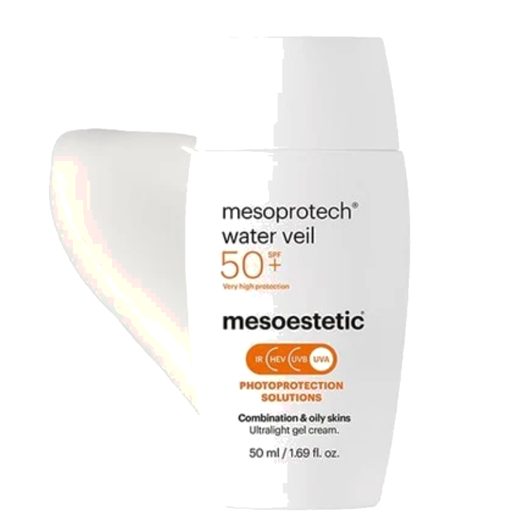 mesoprotech®
water veil
50+ SPF
Very high protection
mesoestetic®
IR HEV UVB UVA
PHOTOPROTECTION
SOLUTIONS
Combination & oily skins
Ultralight gel cream.
50 ml / 1.69 fl. oz.